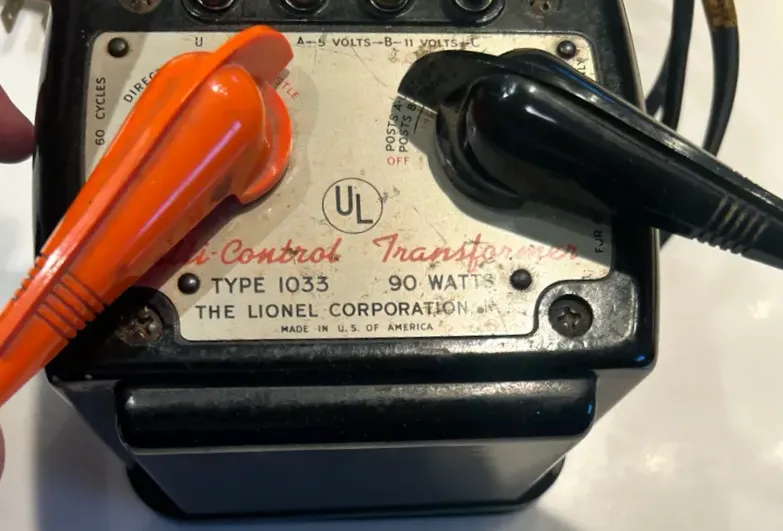 U A-5 VOLTS-B-11 VOLTS-C
60 CYCLES
POSTS A
POSTS B
OFF
UL
i-Control Transformer
TYPE 1033 90 WATTS
THE LIONEL CORPORATION
MADE IN U.S. OF AMERICA